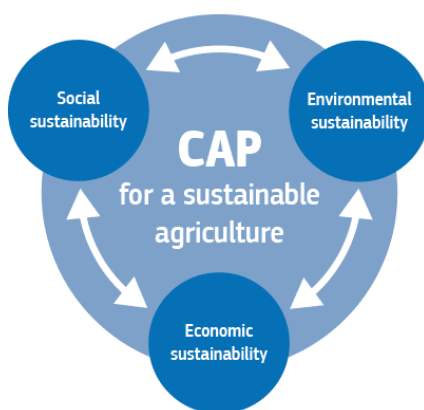 Social
sustainability
Environmental
sustainability
CAP
for a sustainable
agriculture
Economic
sustainability